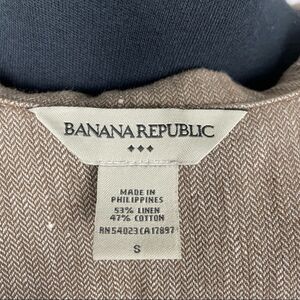 BANANA REPUBLIC
MADE IN
PHILIPPINES
53% LINEN
47% COTTON
RN54023 CA17897
S